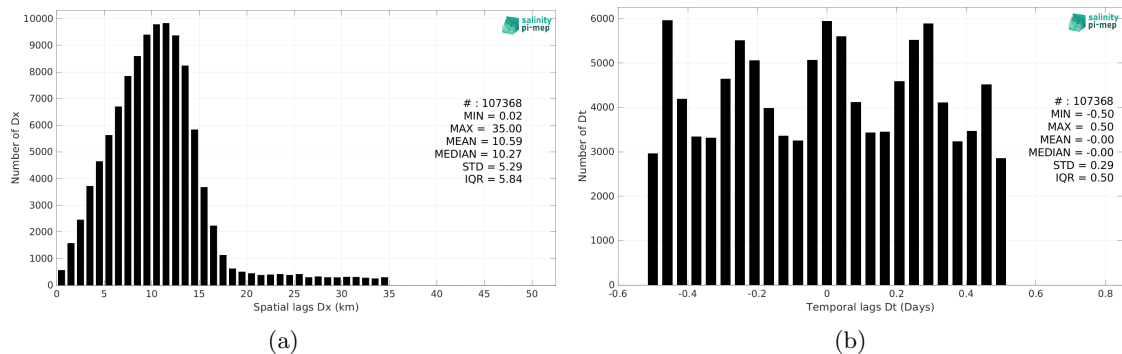 10000
9000
8000
7000
6000
5000
4000
3000
2000
1000
0
Number of Dx
salinity
pi-mep
# : 107368
MIN = 0.02
MAX = 35.00
MEAN = 10.59
MEDIAN = 10.27
STD = 5.29
IQR = 5.84
0 5 10 15 20 25 30 35 40 45 50
Spatial lags Dx (km)
(a)
6000
5000
4000
3000
2000
1000
0
Number of Dt
salinity
pi-mep
# : 107368
MIN = -0.50
MAX = 0.50
MEAN = -0.00
MEDIAN = -0.00
STD = 0.29
IQR = 0.50
-0.6 -0.4 -0.2 0 0.2 0.4 0.6 0.8
Temporal lags Dt (Days)
(b)